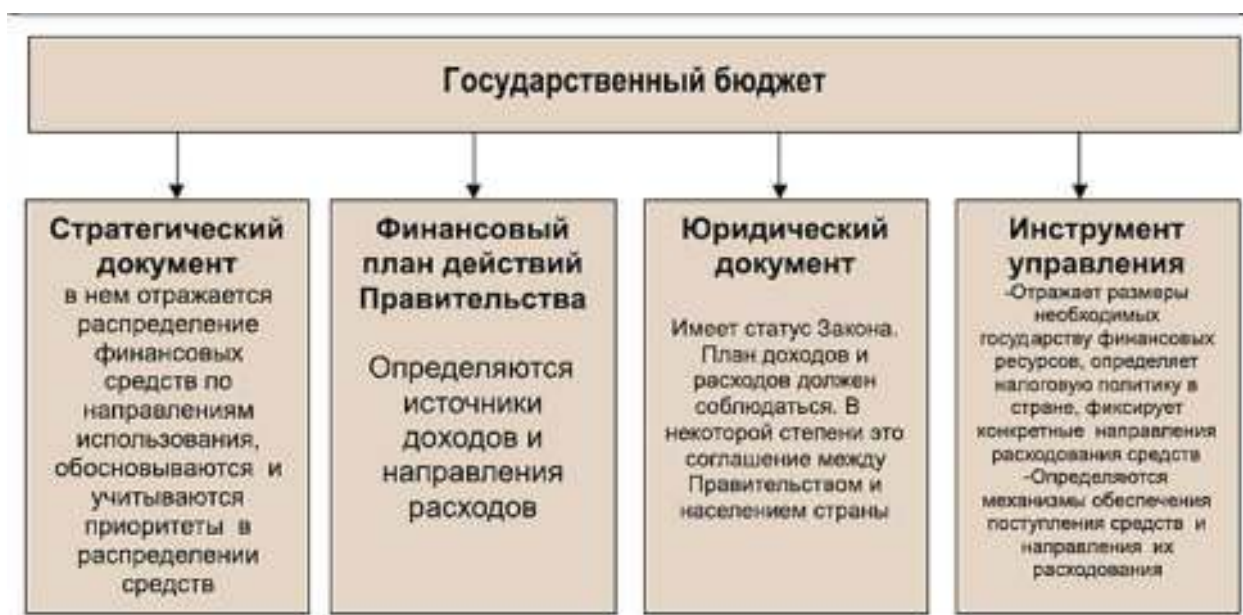 Государственный бюджет
Стратегический
документ
в нем отражается
распределение
финансовых
средств по
направлениям
использования,
обосновываются и
учитываются
приоритеты в
распределении
средств
Финансовый
план действий
Правительства
Определяются
источники
доходов и
направления
расходов
Юридический
документ
Имеет статус Закона.
План доходов и
расходов должен
соблюдаться. В
некоторой степени это
соглашение между
Правительством и
населением страны
Инструмент
управления
-Отражает размеры
необходимых
государству финансовых
ресурсов, определяет
налоговую политику в
стране, фиксирует
конкретные направления
расходования средств
-Определяются
механизмы обеспечения
поступления средств и
направления их
расходования